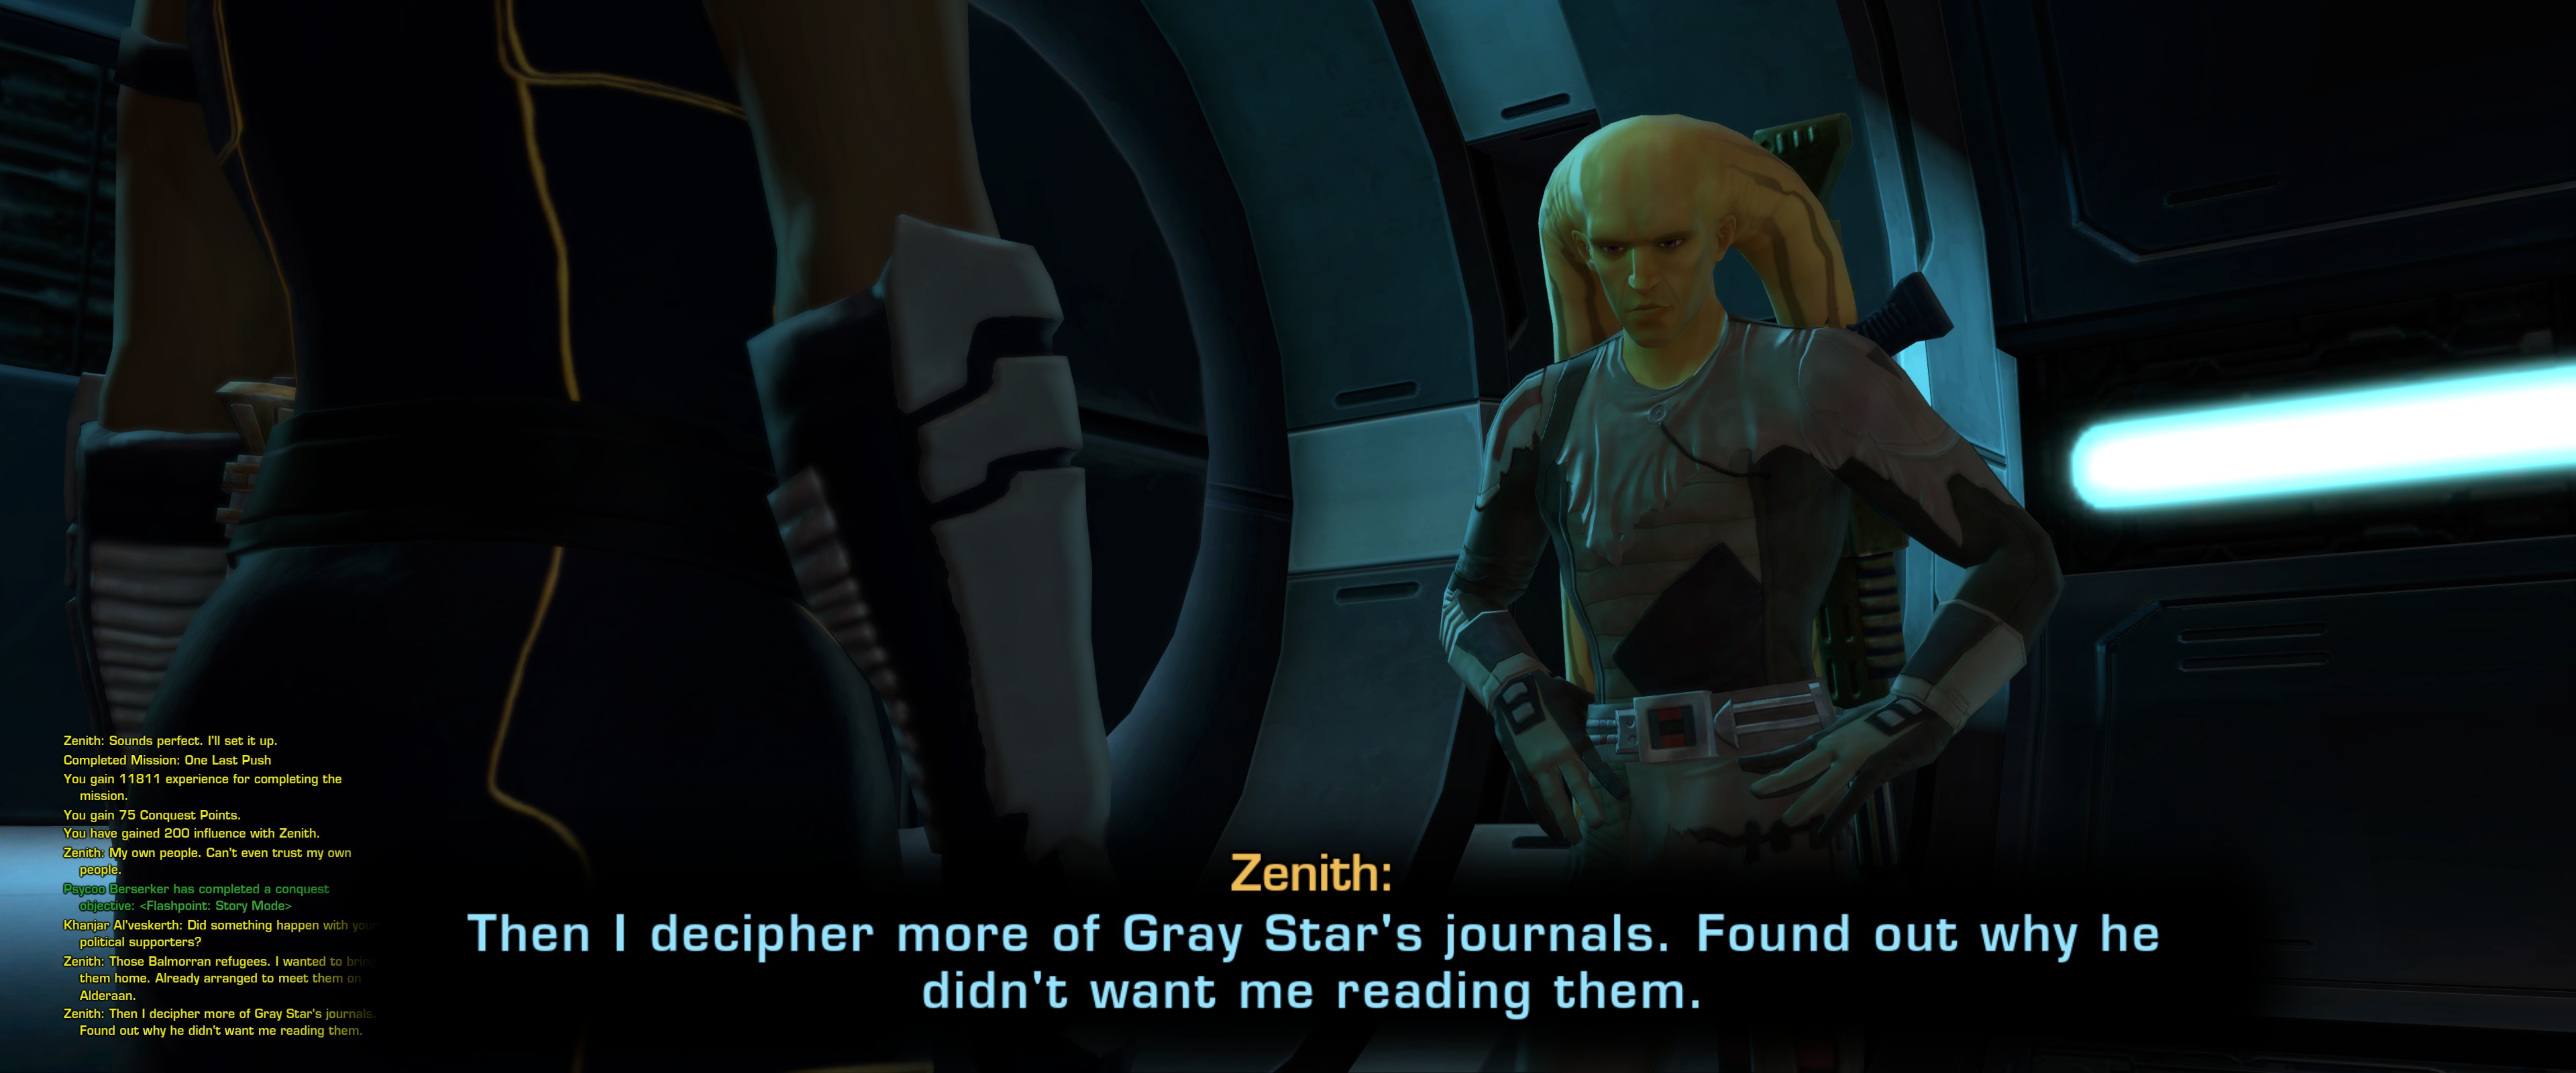 Zenith: Sounds perfect. I'll set it up.
Completed Mission: One Last Push
You gain 11811 experience for completing the
mission.
You gain 75 Conquest Points.
You have gained 200 influence with Zenith.
Zenith: My own people. Can't even trust my own
people.
Psycoo Berserker has completed a conquest
objective: <Flashpoint: Story Mode>
Khanjar Al'veskerth: Did something happen with your
political supporters?
Zenith: Those Balmorran refugees. I wanted to bring
them home. Already arranged to meet them on
Alderaan.
Zenith: Then I decipher more of Gray Star's journals.
Found out why he didn't want me reading them.
Zenith:
Then I decipher more of Gray Star's journals. Found out why he
didn't want me reading them.